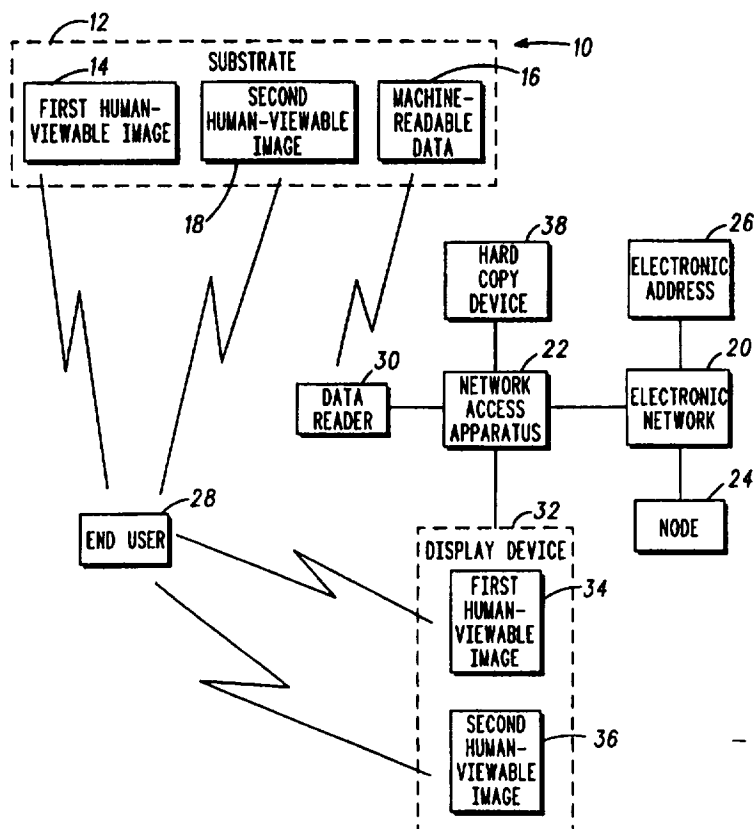 12
10
SUBSTRATE
14
16
FIRST HUMAN-
VIEWABLE IMAGE
SECOND
HUMAN-VIEWABLE
IMAGE
MACHINE-
READABLE
DATA
18
38
26
HARD
COPY
DEVICE
ELECTRONIC
ADDRESS
30
22
20
DATA
READER
NETWORK
ACCESS
APPARATUS
ELECTRONIC
NETWORK
28
24
END USER
NODE
32
DISPLAY DEVICE
34
FIRST
HUMAN-
VIEWABLE
IMAGE
36
SECOND
HUMAN-
VIEWABLE
IMAGE